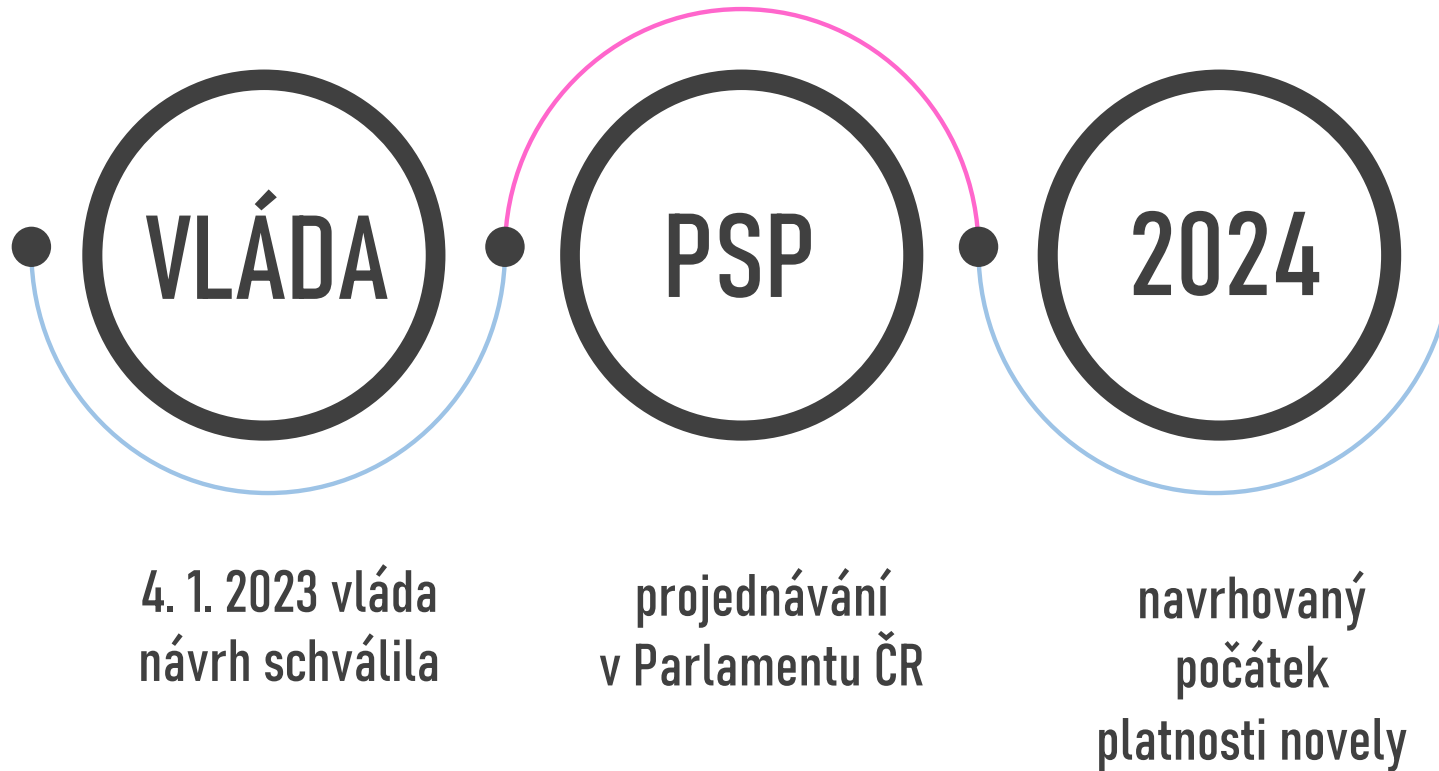 VLÁDA
PSP
2024
4. 1. 2023 vláda
návrh schválila
projednávání
v Parlamentu ČR
navrhovaný
počátek
platnosti novely